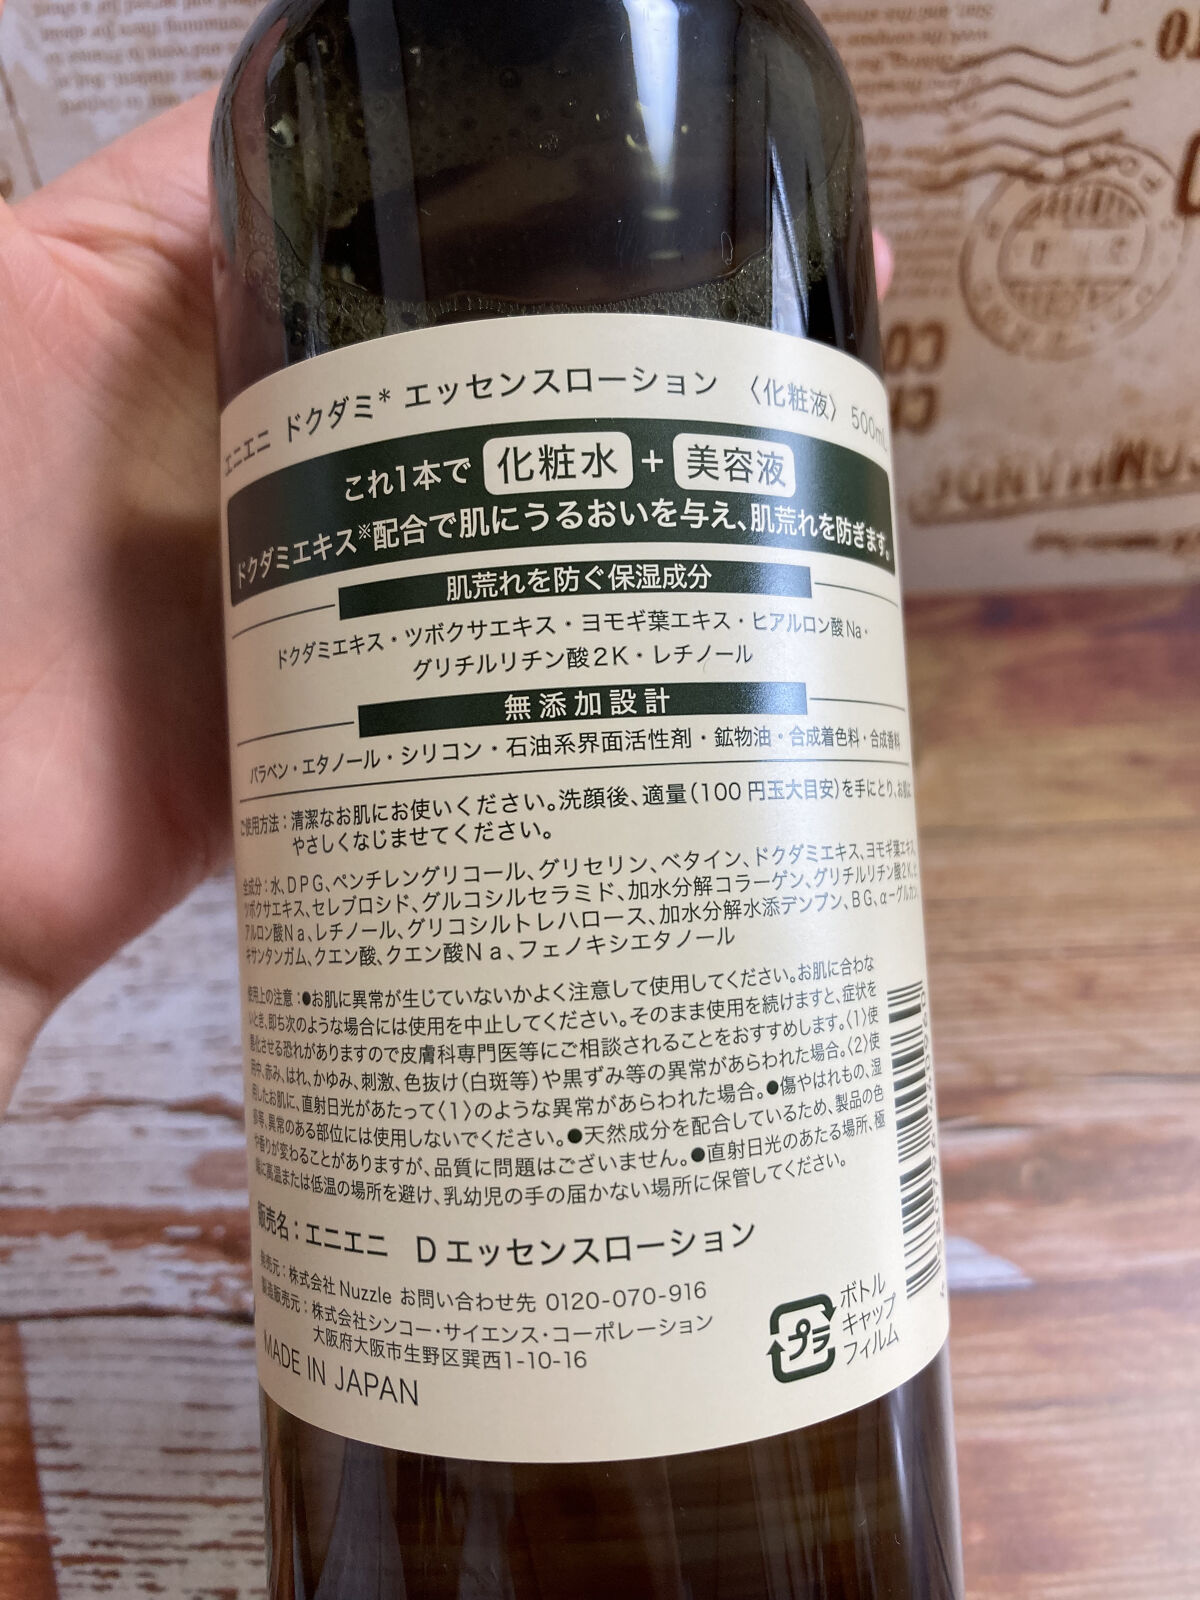 エニエニ ドクダミ* エッセンスローション 〈化粧液〉 500mL
これ1本で 化粧水 + 美容液
ドクダミエキス※配合で肌にうるおいを与え、肌荒れを防ぎます。
肌荒れを防ぐ保湿成分
ドクダミエキス・ツボクサエキス・ヨモギ葉エキス・ヒアルロン酸Na・
グリチルリチン酸2K・レチノール
無添加設計
パラベン・エタノール・シリコン・石油系界面活性剤・鉱物油・合成着色料・合成香料
ご使用方法：清潔なお肌にお使いください。洗顔後、適量（100円玉大目安）を手にとり、お肌に
やさしくなじませてください。
全成分：水、DPG、ペンチレングリコール、グリセリン、ベタイン、ドクダミエキス、ヨモギ葉エキス、
ツボクサエキス、セレブロシド、グルコシルセラミド、加水分解コラーゲン、グリチルリチン酸2K、ヒ
アルロン酸Na、レチノール、グリコシルトレハロース、加水分解水添デンプン、BG、α－グルカン、
キサンタンガム、クエン酸、クエン酸Na、フェノキシエタノール
使用上の注意：●お肌に異常が生じていないかよく注意して使用してください。お肌に合わな
いとき、即ち次のような場合には使用を中止してください。そのまま使用を続けますと、症状を
悪化させる恐れがありますので皮膚科専門医等にご相談されることをおすすめします。〈1〉使
用中、赤み、はれ、かゆみ、刺激、色抜け（白斑等）や黒ずみ等の異常があらわれた場合。〈2〉使
用したお肌に、直射日光があたって〈1〉のような異常があらわれた場合。●傷やはれもの、湿
疹等、異常のある部位には使用しないでください。●天然成分を配合しているため、製品の色
や香りが変わることがありますが、品質に問題はございません。●直射日光のあたる場所、極
端に高温または低温の場所を避け、乳幼児の手の届かない場所に保管してください。
販売名：エニエニ Dエッセンスローション
発売元：株式会社Nuzzle お問い合わせ先 0120-070-916
製造販売元：株式会社シンコー・サイエンス・コーポレーション
大阪府大阪市生野区巽西1-10-16
MADE IN JAPAN
プラ
ボトル
キャップ
フィルム